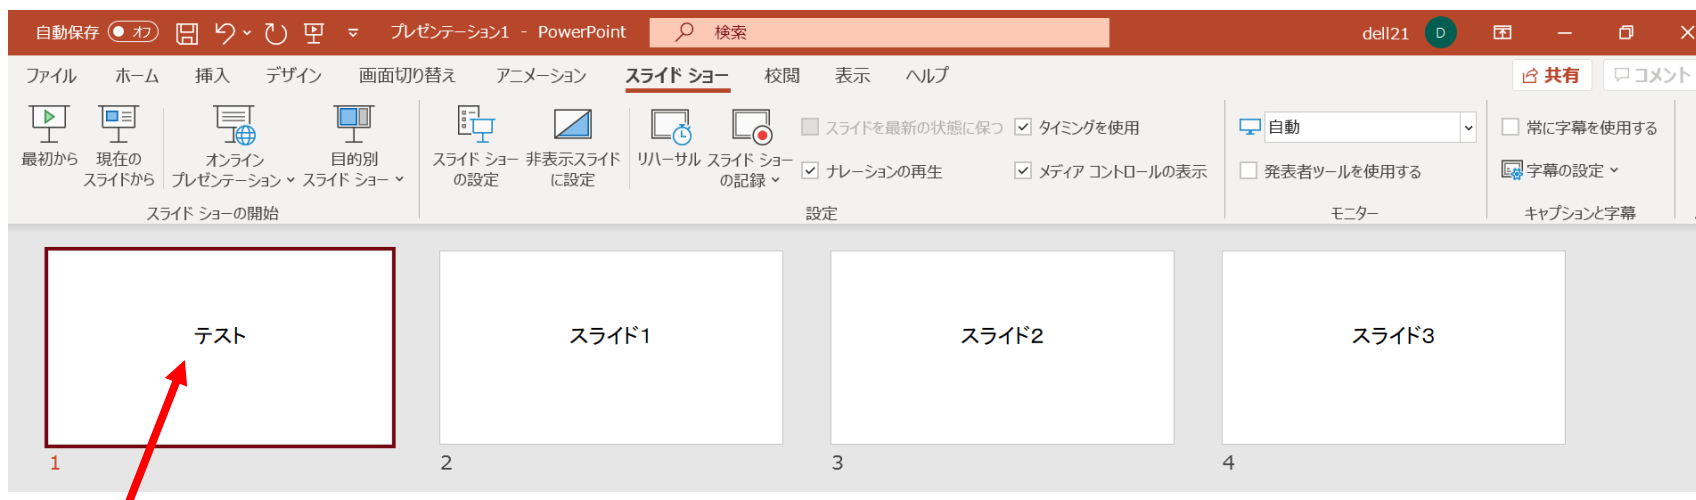 自動保存 オフ プレゼンテーション1 - PowerPoint 検索 dell21 D
ファイル ホーム 挿入 デザイン 画面切り替え アニメーション スライド ショー 校閲 表示 ヘルプ 共有 コメント
最初から
現在の
スライドから
オンライン
プレゼンテーション
目的別
スライド ショー
スライド ショーの開始
スライド ショー
の設定
非表示スライド
に設定
リハーサル
スライド ショー
の記録
スライドを最新の状態に保つ
タイミングを使用
ナレーションの再生
メディア コントロールの表示
設定
自動
発表者ツールを使用する
モニター
常に字幕を使用する
字幕の設定
キャプションと字幕
テスト
スライド1
スライド2
スライド3
1
2
3
4